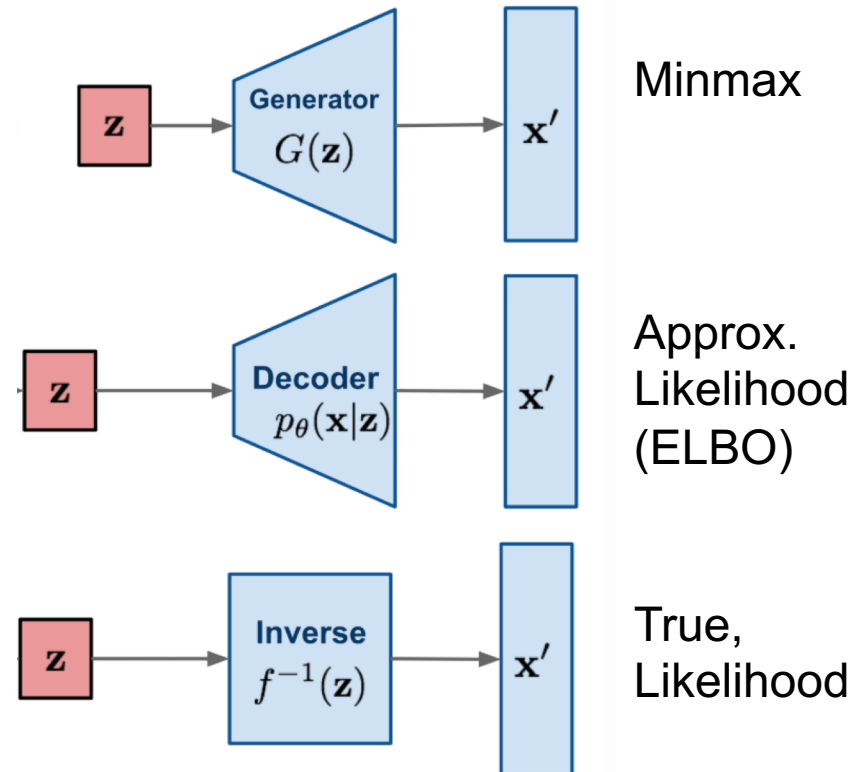 z
Generator
G(z)
x′
Minmax
z
Decoder
pθ(x|z)
x′
Approx.
Likelihood
(ELBO)
z
Inverse
f⁻¹(z)
x′
True,
Likelihood